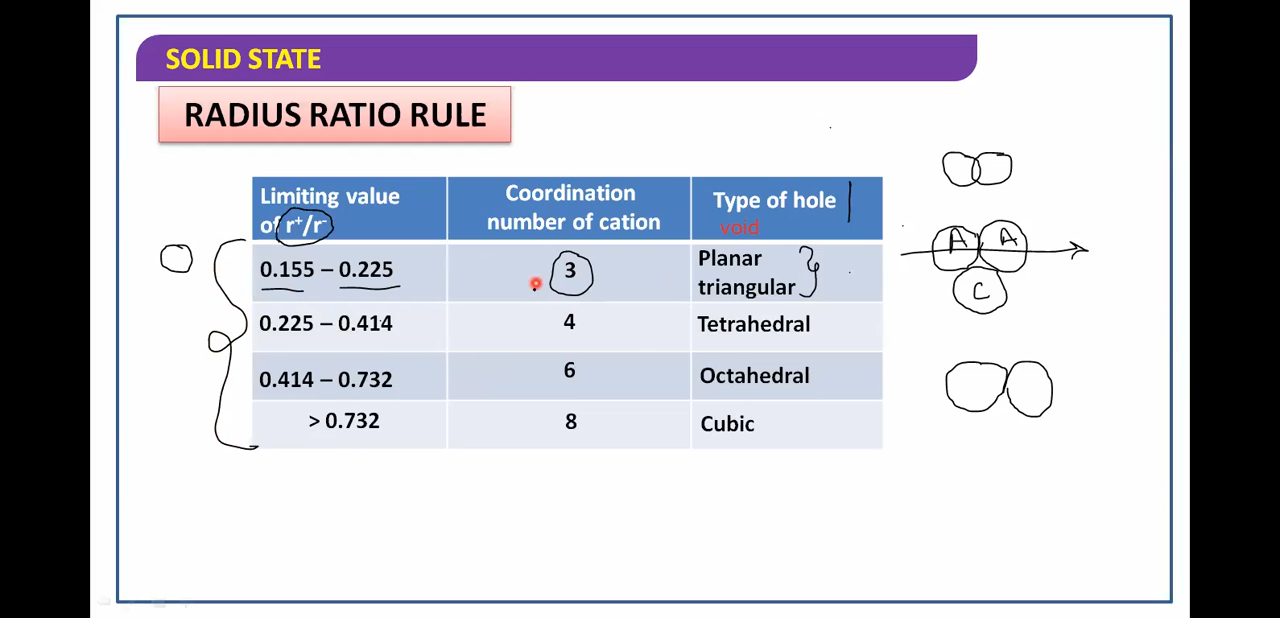 SOLID STATE
RADIUS RATIO RULE
Limiting value
of r⁺/r⁻
Coordination
number of cation
Type of hole
void
0.155 – 0.225
3
Planar
triangular
0.225 – 0.414
4
Tetrahedral
0.414 – 0.732
6
Octahedral
> 0.732
8
Cubic
A A
C